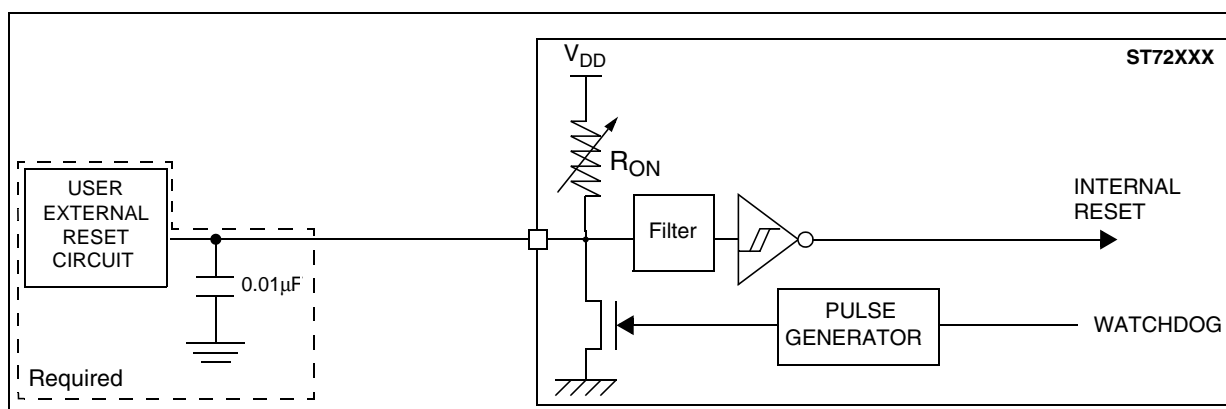 V_DD
ST72XXX
R_ON
USER
EXTERNAL
RESET
CIRCUIT
0.01µF
Required
Filter
INTERNAL
RESET
PULSE
GENERATOR
WATCHDOG